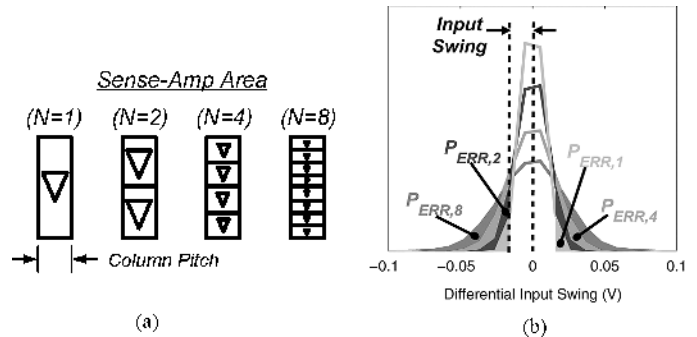 Sense-Amp Area
(N=1) (N=2) (N=4) (N=8)
Column Pitch
(a)
Input
Swing
P_ERR,2
P_ERR,1
P_ERR,8
P_ERR,4
−0.1 −0.05 0 0.05 0.1
Differential Input Swing (V)
(b)